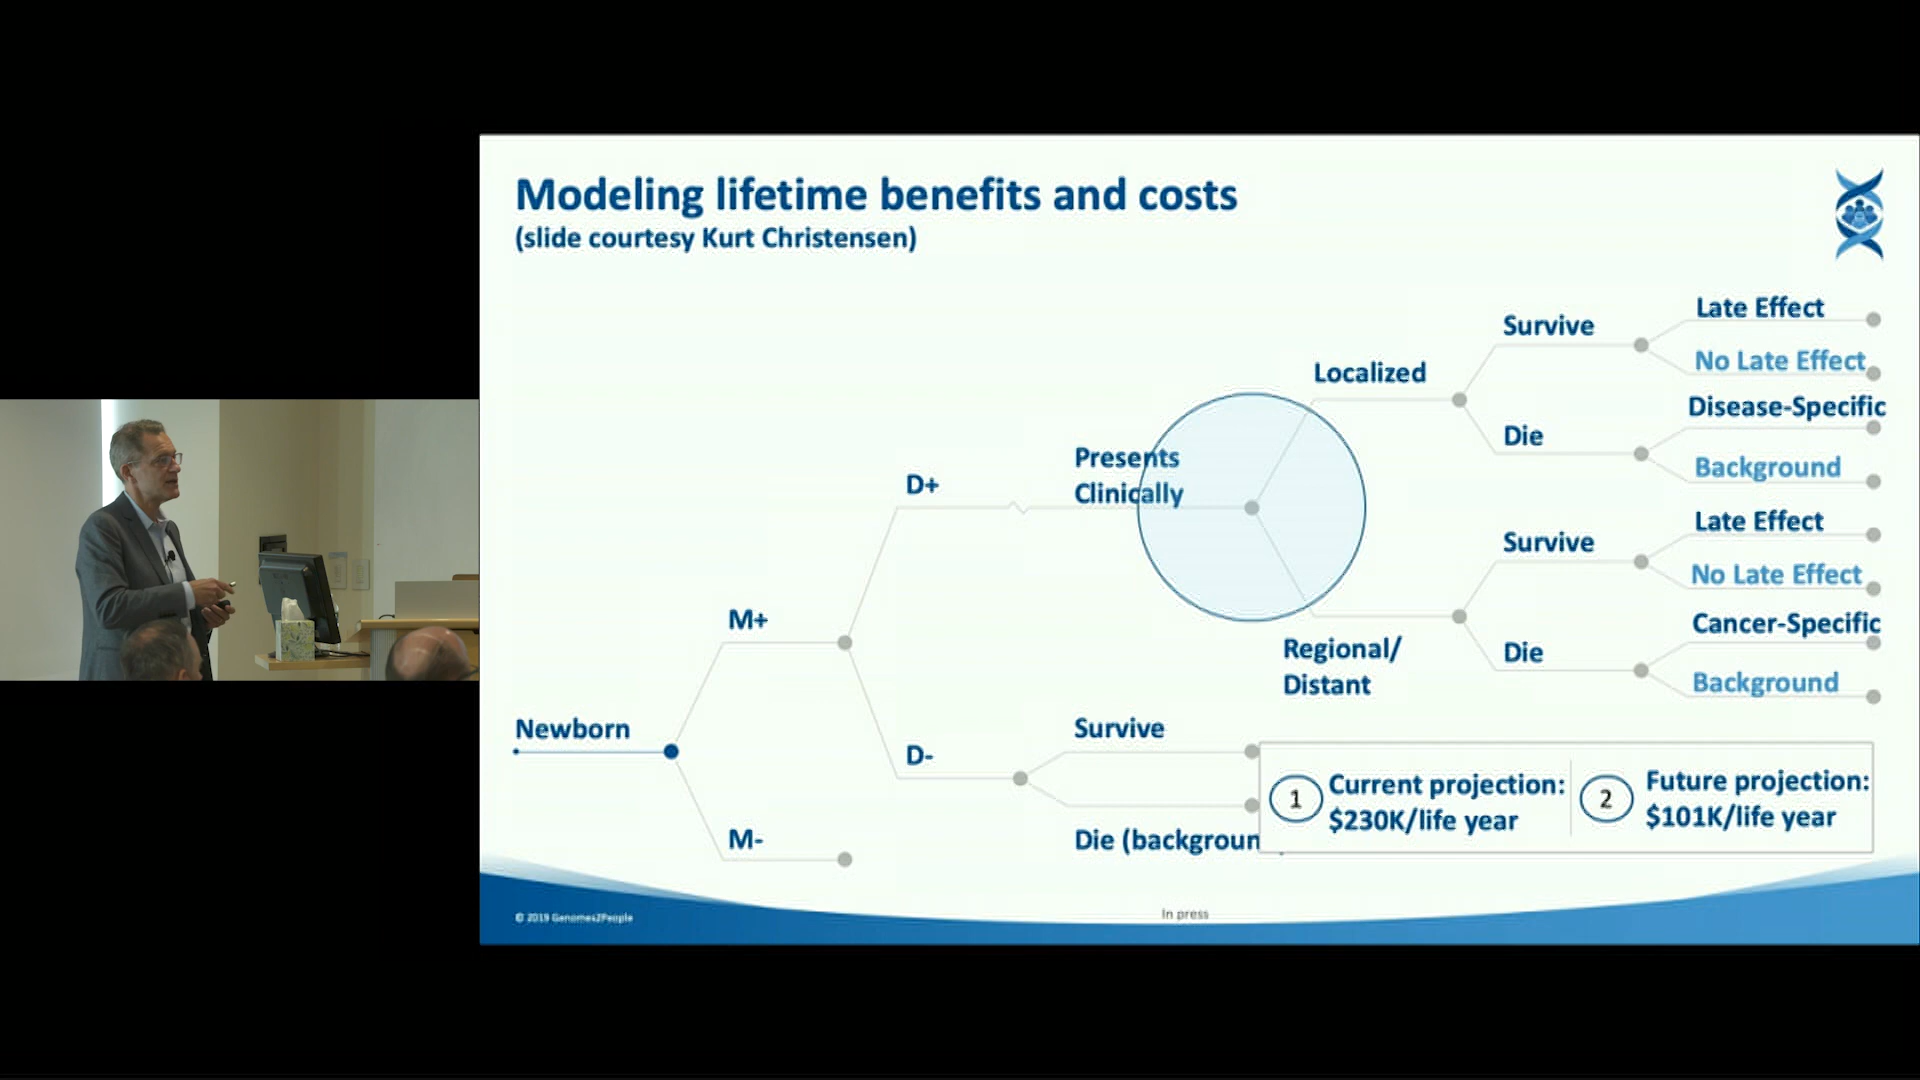 Modeling lifetime benefits and costs
(slide courtesy Kurt Christensen)
Late Effect
Survive
No Late Effect
Localized
Disease-Specific
Die
Background
Presents
Clinically
D+
Late Effect
Survive
No Late Effect
M+
Cancer-Specific
Regional/
Distant
Die
Background
Newborn
Survive
D-
1
Current projection:
$230K/life year
2
Future projection:
$101K/life year
M-
Die (backgroun
© 2019 Genomes2People
In press